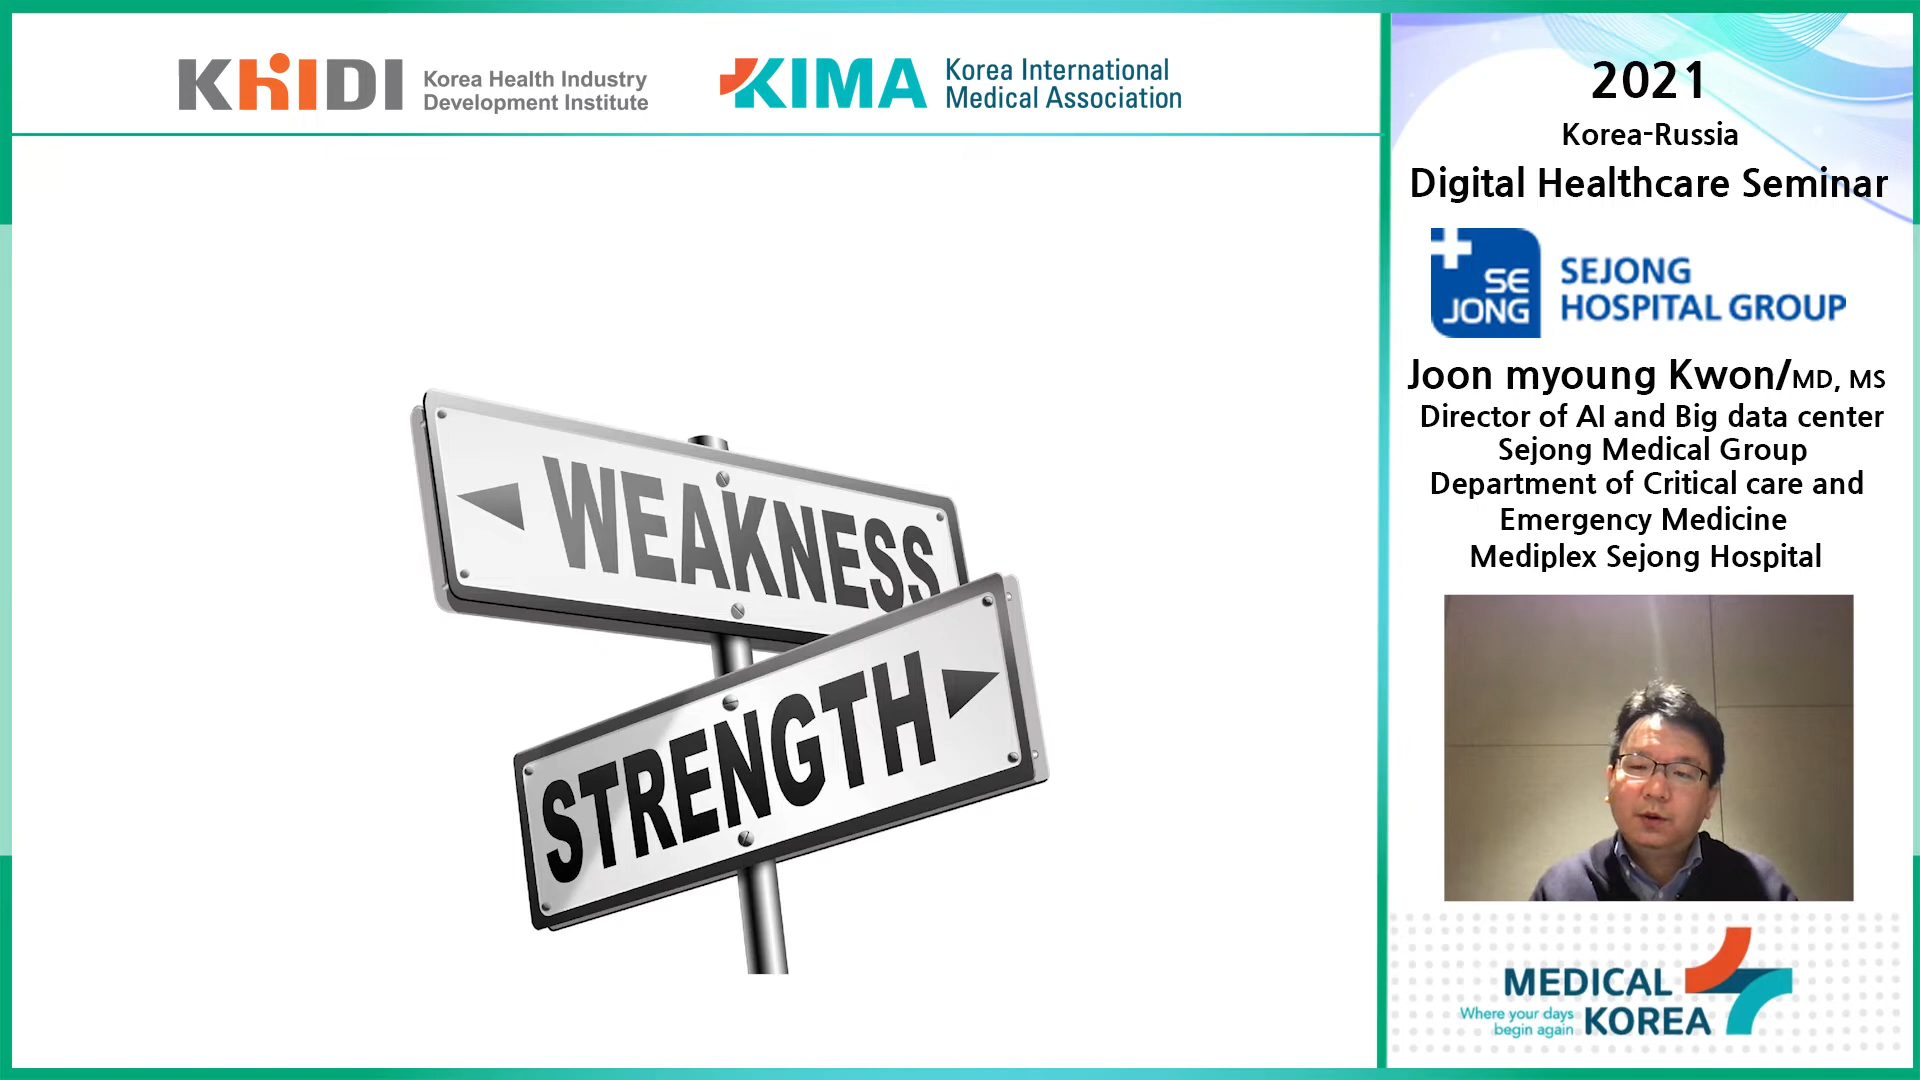 KHIDI Korea Health Industry
Development Institute
KIMA Korea International
Medical Association
WEAKNESS
STRENGTH
2021
Korea-Russia
Digital Healthcare Seminar
SE
JONG
SEJONG
HOSPITAL GROUP
Joon myoung Kwon/MD, MS
Director of AI and Big data center
Sejong Medical Group
Department of Critical care and
Emergency Medicine
Mediplex Sejong Hospital
MEDICAL
KOREA
Where your days
begin again